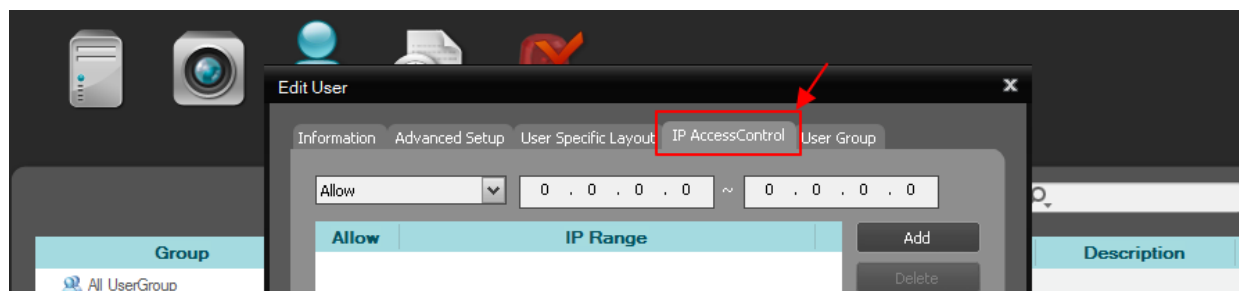 Edit User
Information Advanced Setup User Specific Layout IP AccessControl User Group
Allow 0 . 0 . 0 . 0 ~ 0 . 0 . 0 . 0
Allow IP Range Add
Group Description
All UserGroup Delete